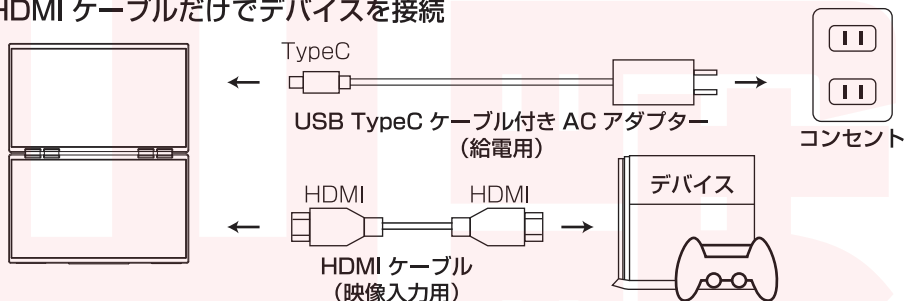 HDMI ケーブルだけでデバイスを接続
TypeC
USB TypeC ケーブル付き AC アダプター
（給電用）
コンセント
HDMI
HDMI
デバイス
HDMI ケーブル
（映像入力用）